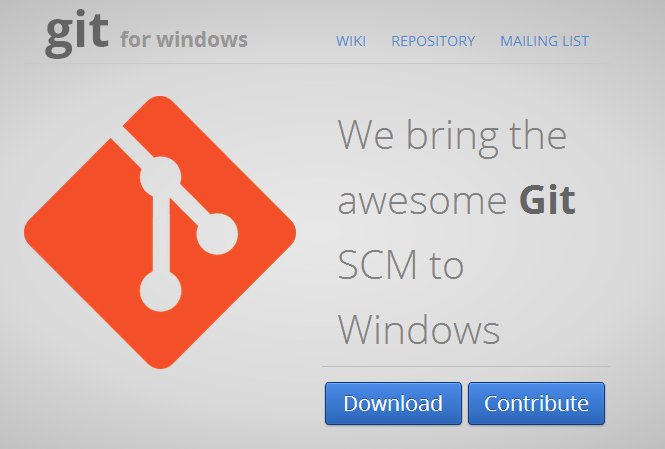 git for windows
WIKI REPOSITORY MAILING LIST
We bring the
awesome Git
SCM to
Windows
Download Contribute